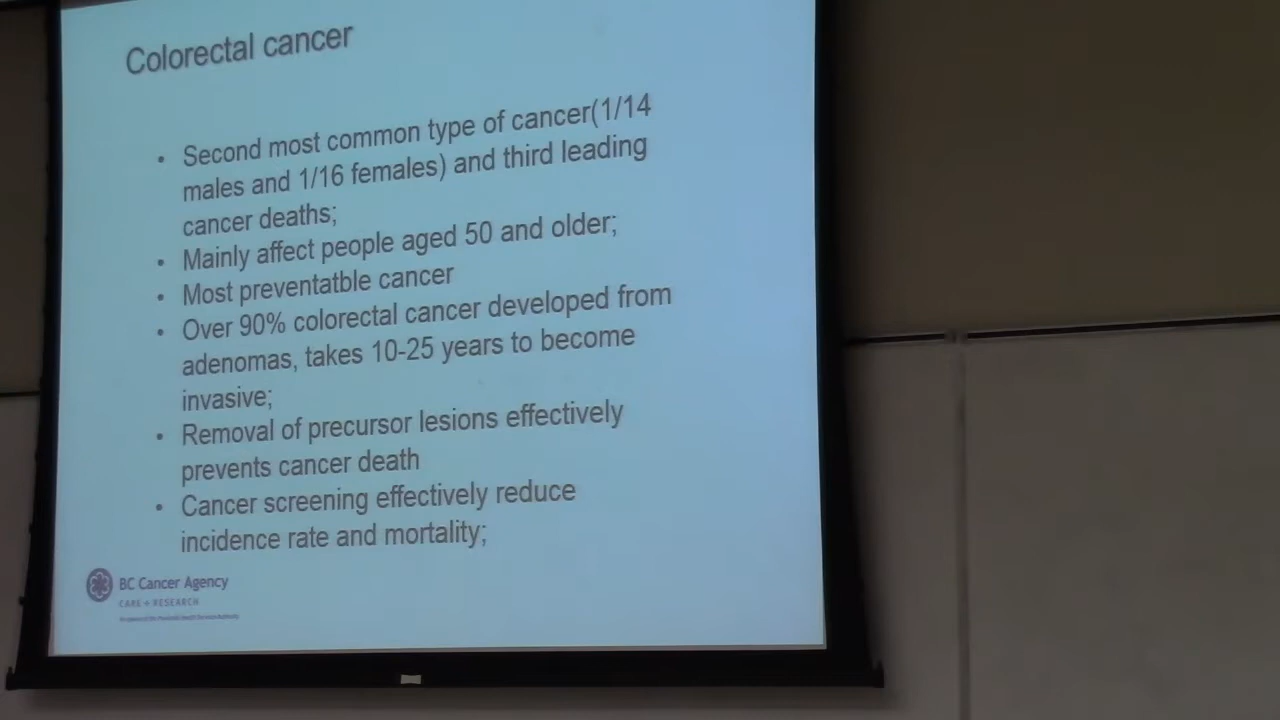 Colorectal cancer
• Second most common type of cancer(1/14
males and 1/16 females) and third leading
cancer deaths;
• Mainly affect people aged 50 and older;
• Most preventatble cancer
• Over 90% colorectal cancer developed from
adenomas, takes 10-25 years to become
invasive;
• Removal of precursor lesions effectively
prevents cancer death
• Cancer screening effectively reduce
incidence rate and mortality;
BC Cancer Agency
CARE + RESEARCH